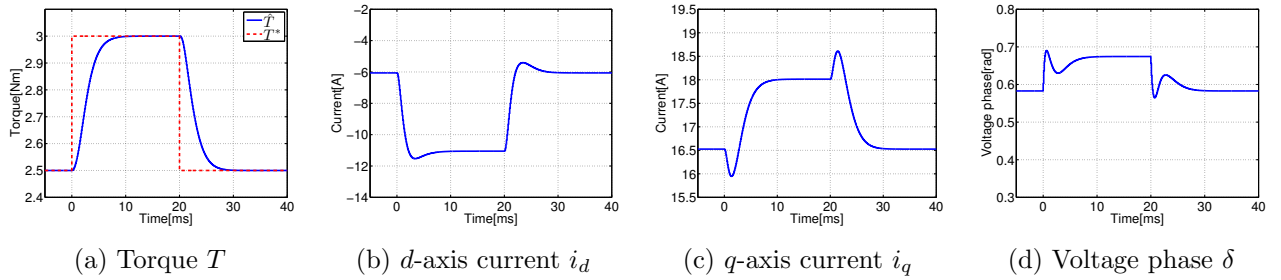 3.1
3
2.9
2.8
2.7
2.6
2.5
2.4
Torque[Nm]
0 10 20 30 40
Time[ms]
T̂
T*
(a) Torque T
−2
−4
−6
−8
−10
−12
−14
Current[A]
0 10 20 30 40
Time[ms]
(b) d-axis current i_d
19.5
19
18.5
18
17.5
17
16.5
16
15.5
Current[A]
0 10 20 30 40
Time[ms]
(c) q-axis current i_q
0.8
0.7
0.6
0.5
0.4
0.3
Voltage phase[rad]
0 10 20 30 40
Time[ms]
(d) Voltage phase δ